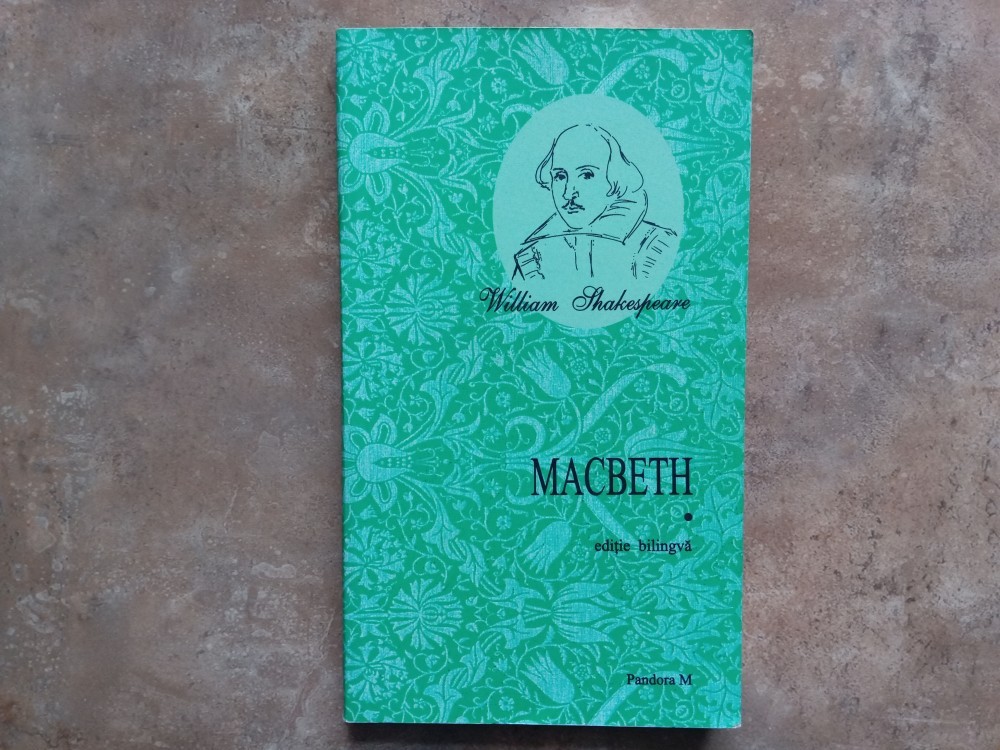 William Shakespeare
MACBETH
ediție bilingvă
Pandora M